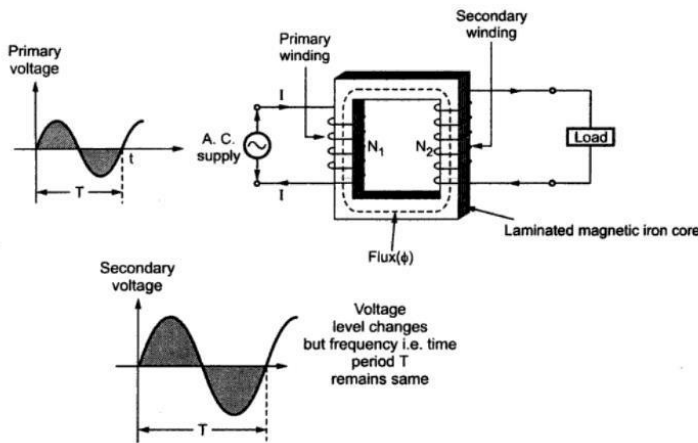 Primary
voltage
t
T
Primary
winding
Secondary
winding
I
A. C.
supply
N1
N2
I
Load
Laminated magnetic iron core
Flux(ϕ)
Secondary
voltage
T
Voltage
level changes
but frequency i.e. time
period T
remains same